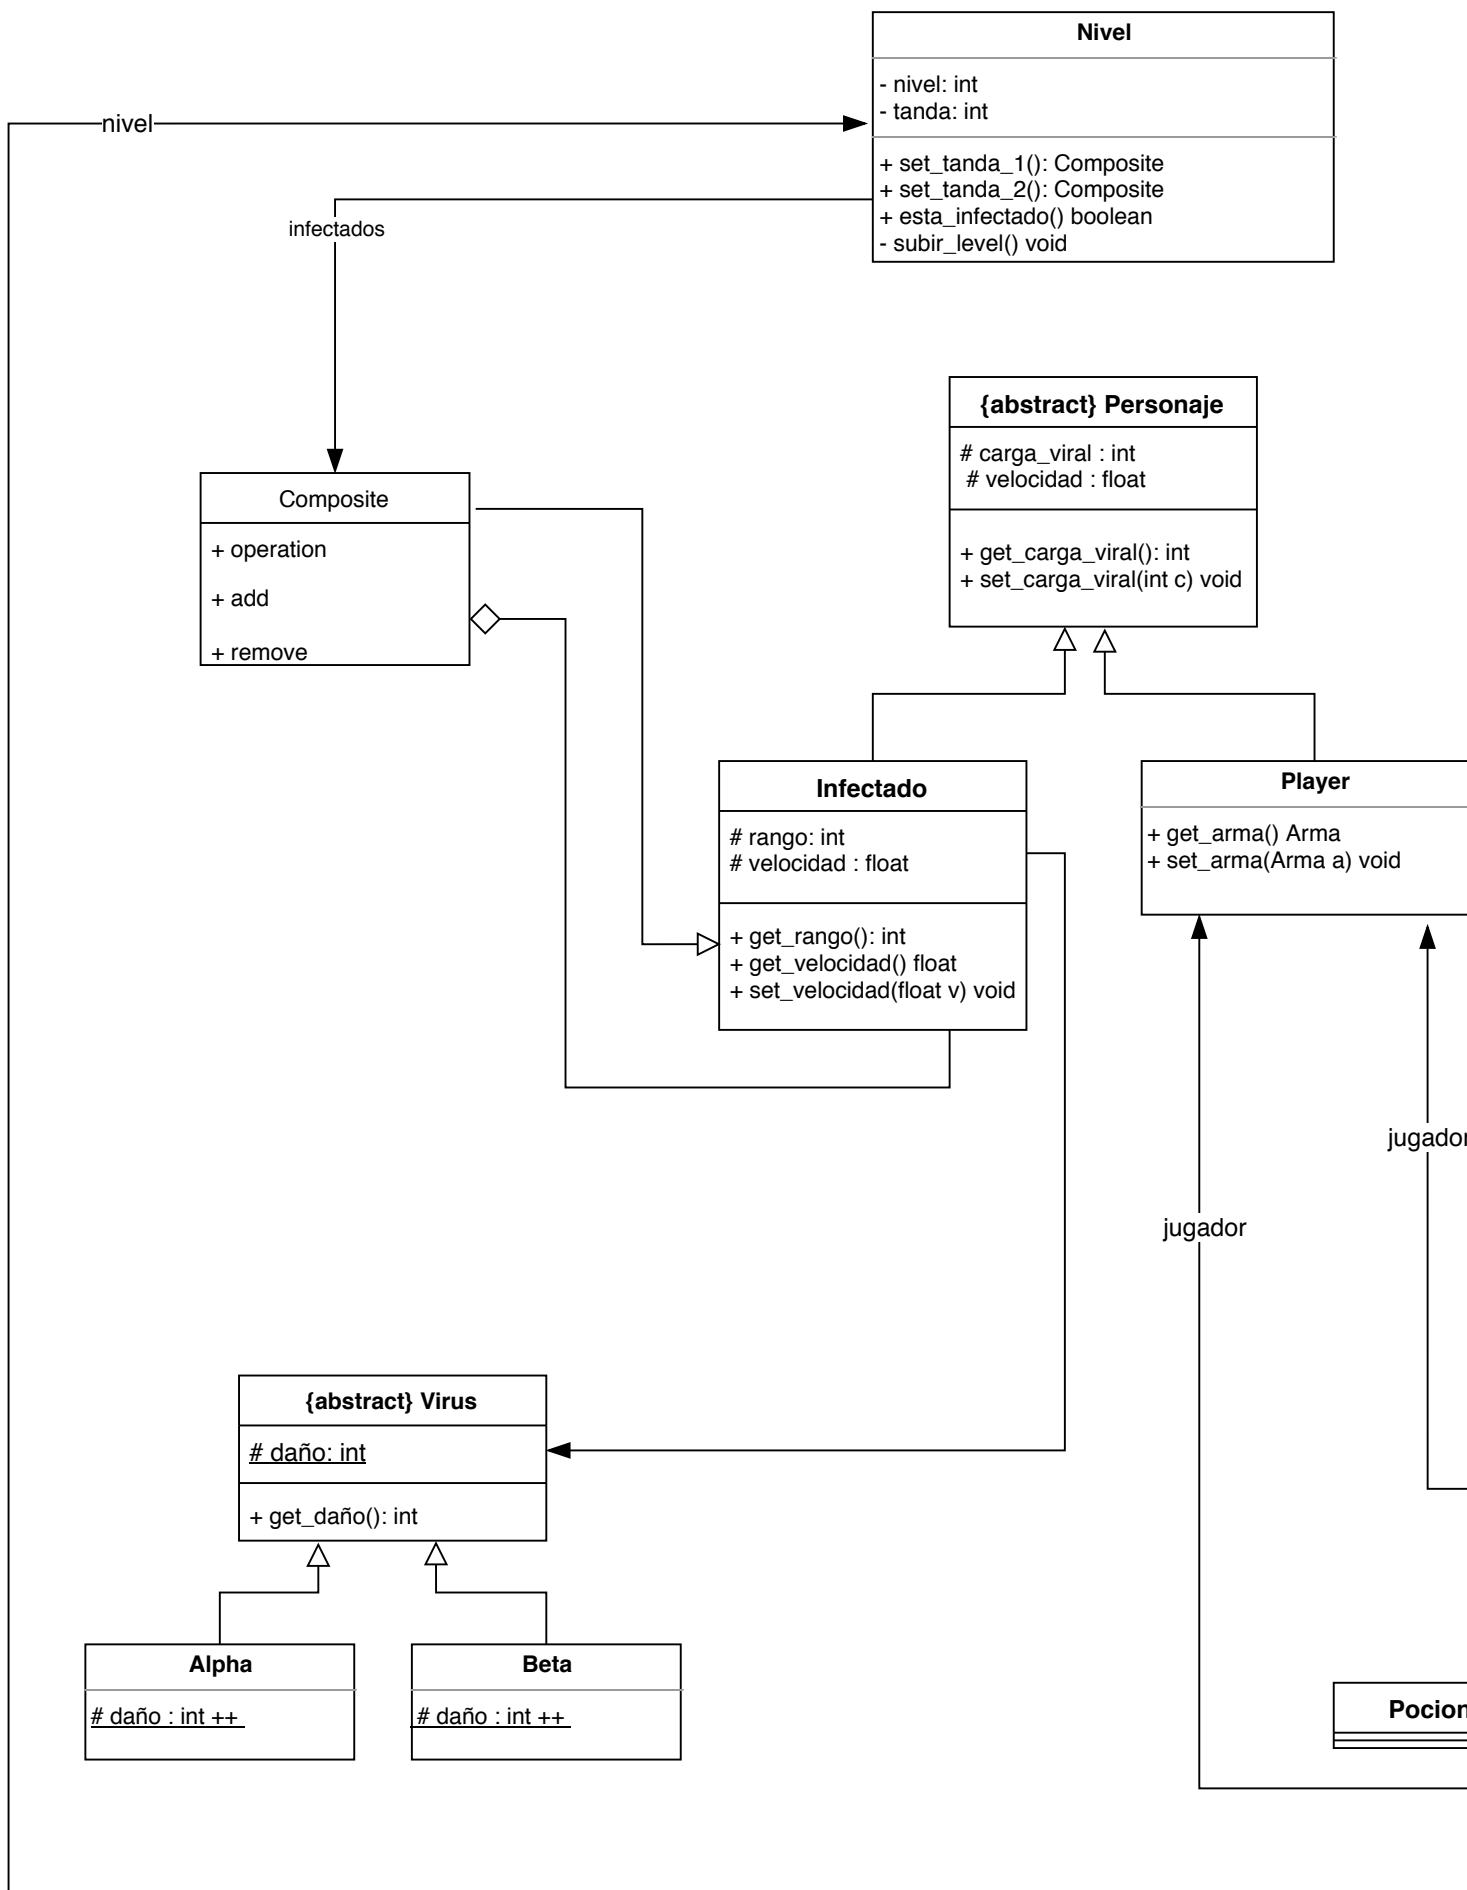 Nivel
- nivel: int
- tanda: int
+ set_tanda_1(): Composite
+ set_tanda_2(): Composite
+ esta_infectado() boolean
- subir_level() void
nivel
infectados
{abstract} Personaje
# carga_viral : int
# velocidad : float
+ get_carga_viral(): int
+ set_carga_viral(int c) void
Composite
+ operation
+ add
+ remove
Infectado
# rango: int
# velocidad : float
+ get_rango(): int
+ get_velocidad() float
+ set_velocidad(float v) void
Player
+ get_arma() Arma
+ set_arma(Arma a) void
jugador
jugador
{abstract} Virus
# daño: int
+ get_daño(): int
Alpha
# daño : int ++
Beta
# daño : int ++
Pocion